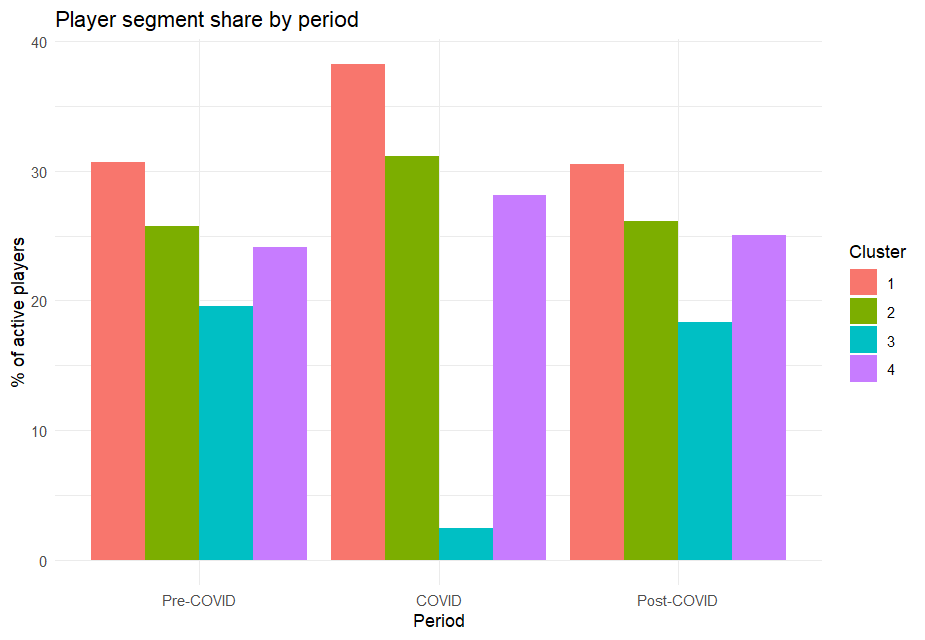 Player segment share by period
% of active players
40
30
20
10
0
Pre-COVID COVID Post-COVID
Period
Cluster
1
2
3
4